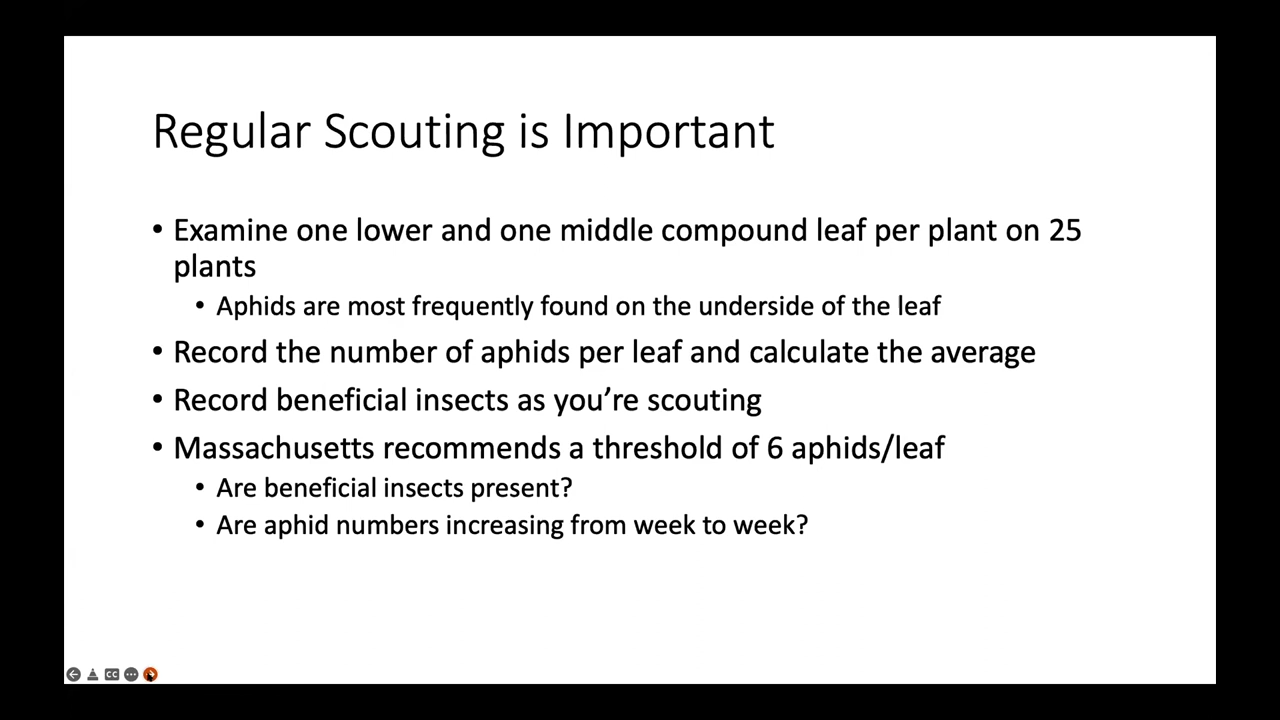 Regular Scouting is Important
• Examine one lower and one middle compound leaf per plant on 25
plants
• Aphids are most frequently found on the underside of the leaf
• Record the number of aphids per leaf and calculate the average
• Record beneficial insects as you’re scouting
• Massachusetts recommends a threshold of 6 aphids/leaf
• Are beneficial insects present?
• Are aphid numbers increasing from week to week?
CC